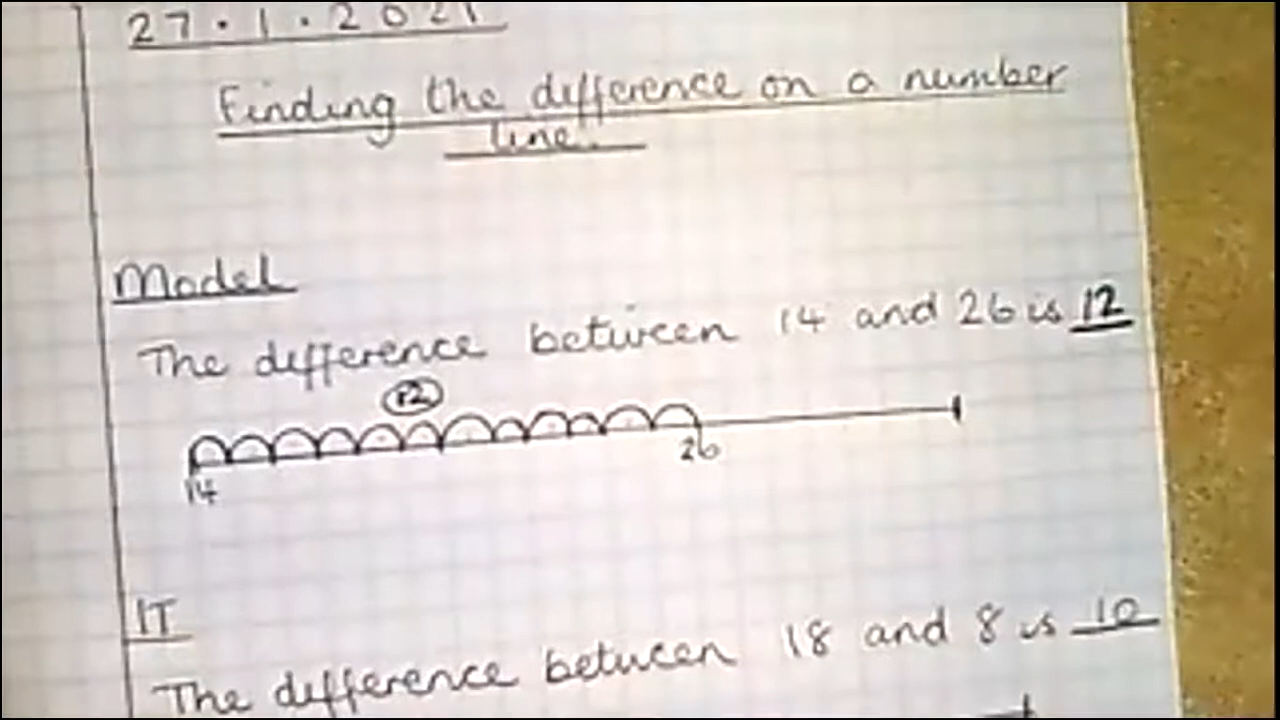 27.1.2021
Finding the difference on a number
line.
Model
The difference between 14 and 26 is 12
12
14
26
IT
The difference between 18 and 8 is 10